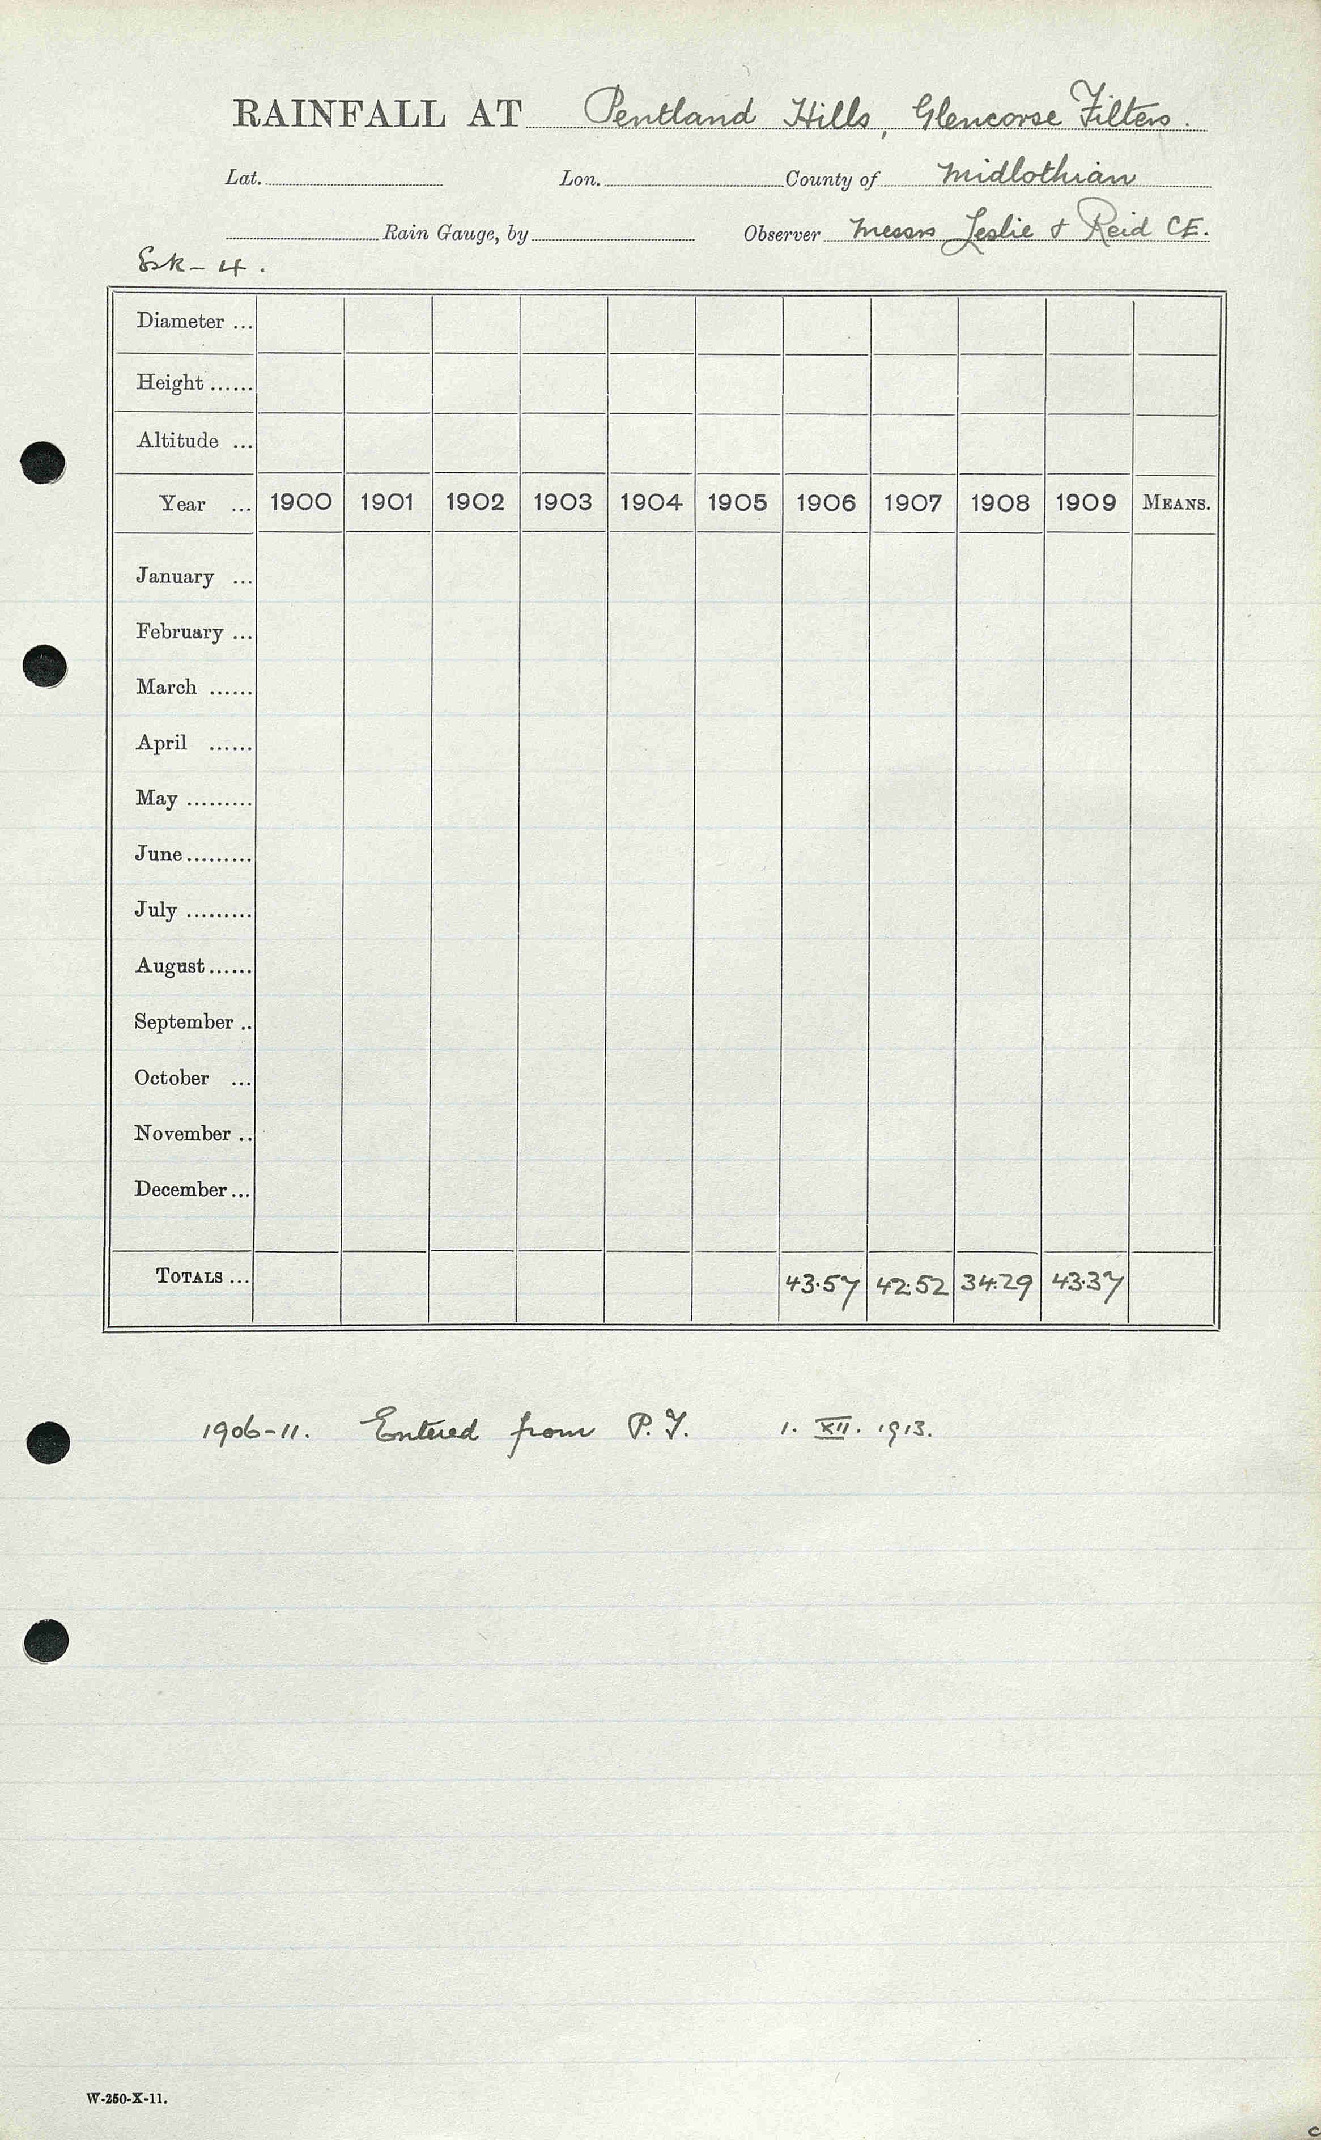 RAINFALL AT Pentland Hills, Glencorse Filters.
Lat. Lon. County of Midlothian
Rain Gauge, by Observer Messrs Leslie & Reid CE.
Esk-4.
Diameter ...
Height ......
Altitude ...
Year ... 1900 1901 1902 1903 1904 1905 1906 1907 1908 1909 MEANS.
January ...
February ...
March ......
April ......
May .........
June .........
July .........
August ......
September ..
October ...
November ..
December ...
TOTALS ... 43.57 42.52 34.29 43.37
1906-11. Entered from P.Y. 1. XII. 1913.
W-250-X-11.